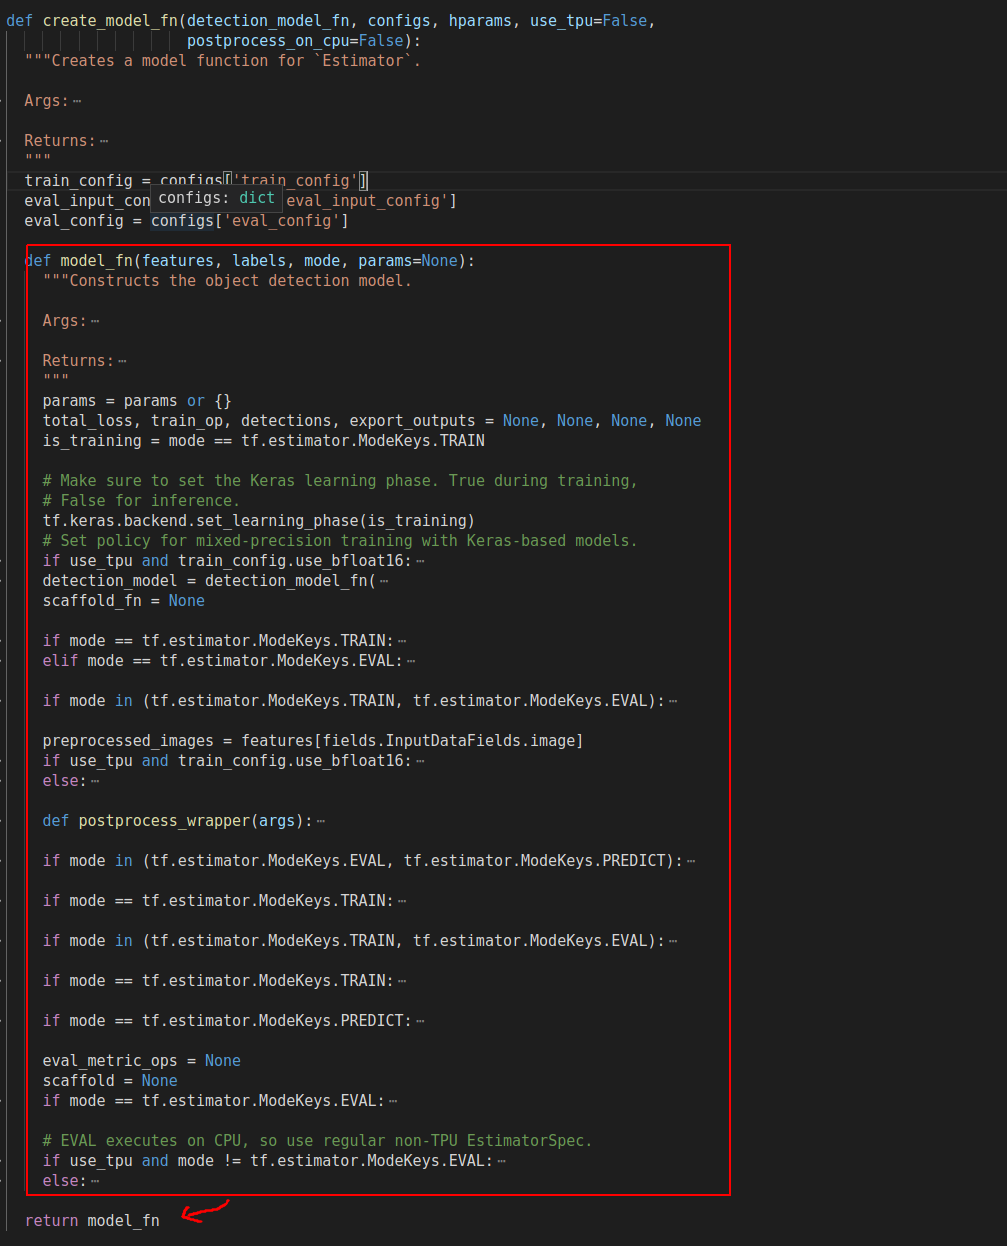 def create_model_fn(detection_model_fn, configs, hparams, use_tpu=False,
postprocess_on_cpu=False):
"""Creates a model function for `Estimator`.
Args:⋯
Returns:⋯
"""
train_config = configs['train_config']
eval_input_con
configs: dict
eval_input_config']
eval_config = configs['eval_config']
def model_fn(features, labels, mode, params=None):
"""Constructs the object detection model.
Args:⋯
Returns:⋯
"""
params = params or {}
total_loss, train_op, detections, export_outputs = None, None, None, None
is_training = mode == tf.estimator.ModeKeys.TRAIN
# Make sure to set the Keras learning phase. True during training,
# False for inference.
tf.keras.backend.set_learning_phase(is_training)
# Set policy for mixed-precision training with Keras-based models.
if use_tpu and train_config.use_bfloat16:⋯
detection_model = detection_model_fn(⋯
scaffold_fn = None
if mode == tf.estimator.ModeKeys.TRAIN:⋯
elif mode == tf.estimator.ModeKeys.EVAL:⋯
if mode in (tf.estimator.ModeKeys.TRAIN, tf.estimator.ModeKeys.EVAL):⋯
preprocessed_images = features[fields.InputDataFields.image]
if use_tpu and train_config.use_bfloat16:⋯
else:⋯
def postprocess_wrapper(args):⋯
if mode in (tf.estimator.ModeKeys.EVAL, tf.estimator.ModeKeys.PREDICT):⋯
if mode == tf.estimator.ModeKeys.TRAIN:⋯
if mode in (tf.estimator.ModeKeys.TRAIN, tf.estimator.ModeKeys.EVAL):⋯
if mode == tf.estimator.ModeKeys.TRAIN:⋯
if mode == tf.estimator.ModeKeys.PREDICT:⋯
eval_metric_ops = None
scaffold = None
if mode == tf.estimator.ModeKeys.EVAL:⋯
# EVAL executes on CPU, so use regular non-TPU EstimatorSpec.
if use_tpu and mode != tf.estimator.ModeKeys.EVAL:⋯
else:⋯
return model_fn